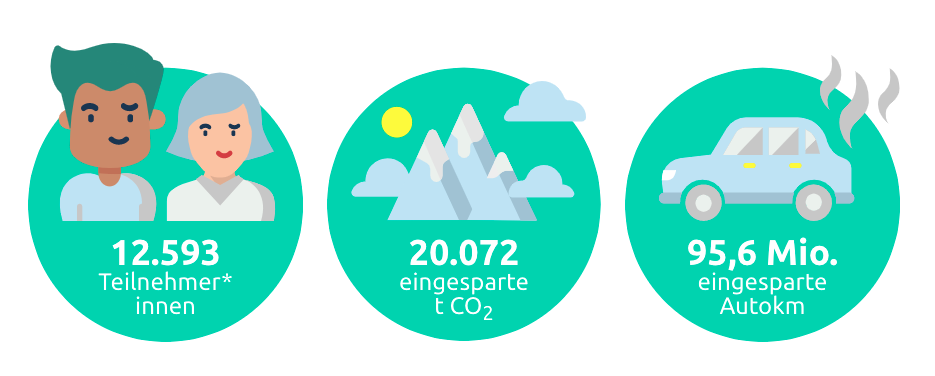 12.593
Teilnehmer*
innen
20.072
eingesparte
t CO₂
95,6 Mio.
eingesparte
Autokm